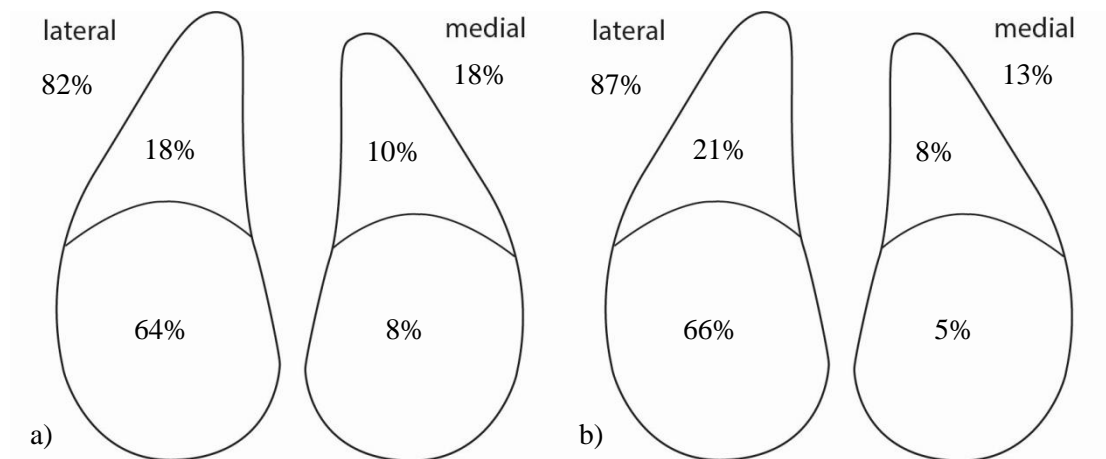 lateral
medial
82%
18%
18%
10%
64%
8%
a)
lateral
medial
87%
13%
21%
8%
66%
5%
b)